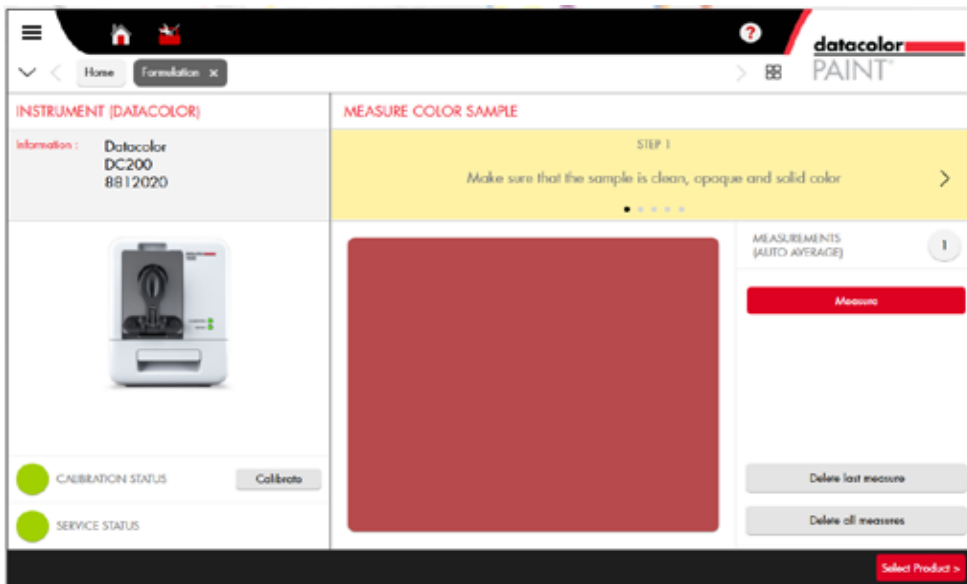 ?
datacolor
PAINT
Home
Formulation ×
INSTRUMENT (DATACOLOR)
MEASURE COLOR SAMPLE
Information :
Datacolor
DC200
8812020
STEP 1
Make sure that the sample is clean, opaque and solid color
MEASUREMENTS
(AUTO AVERAGE)
1
Measure
CALIBRATION STATUS
Calibrate
SERVICE STATUS
Delete last measure
Delete all measures
Select Product >